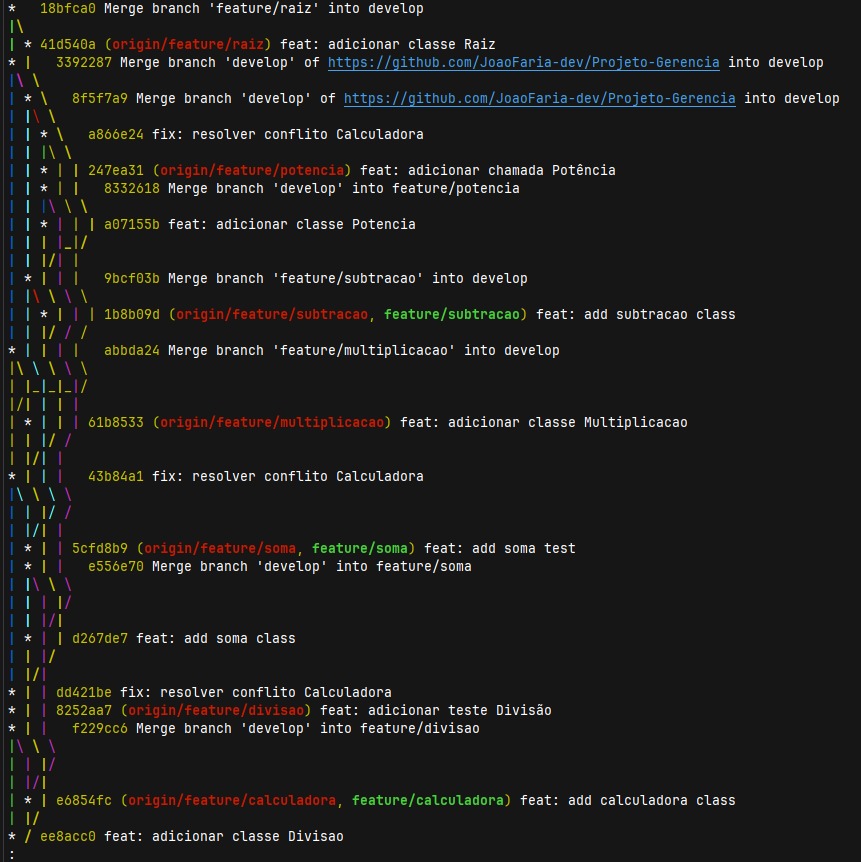 *   18bfca0 Merge branch 'feature/raiz' into develop
|\
| * 41d540a (origin/feature/raiz) feat: adicionar classe Raiz
* |   3392287 Merge branch 'develop' of https://github.com/JoaoFaria-dev/Projeto-Gerencia into develop
|\ \
| * \   8f5f7a9 Merge branch 'develop' of https://github.com/JoaoFaria-dev/Projeto-Gerencia into develop
| |\ \
| | * \   a866e24 fix: resolver conflito Calculadora
| | |\ \
| | * | | 247ea31 (origin/feature/potencia) feat: adicionar chamada Potência
| | * | |   8332618 Merge branch 'develop' into feature/potencia
| | |\ \ \
| | * | | | a07155b feat: adicionar classe Potencia
| | | |_|/
| | |/| |
| * | | |   9bcf03b Merge branch 'feature/subtracao' into develop
| |\ \ \ \
| | * | | | 1b8b09d (origin/feature/subtracao, feature/subtracao) feat: add subtracao class
| | |/ / /
* | | | |   abbda24 Merge branch 'feature/multiplicacao' into develop
|\ \ \ \ \
| |_|_|_|/
|/| | | |
| * | | | 61b8533 (origin/feature/multiplicacao) feat: adicionar classe Multiplicacao
| | |/ /
| |/| |
* | | |   43b84a1 fix: resolver conflito Calculadora
|\ \ \ \
| | |/ /
| |/| |
| * | | 5cfd8b9 (origin/feature/soma, feature/soma) feat: add soma test
| * | |   e556e70 Merge branch 'develop' into feature/soma
| |\ \ \
| | | |/
| | |/|
| * | | d267de7 feat: add soma class
| | |/
| |/|
* | | dd421be fix: resolver conflito Calculadora
* | | 8252aa7 (origin/feature/divisao) feat: adicionar teste Divisão
* | |   f229cc6 Merge branch 'develop' into feature/divisao
|\ \ \
| | |/
| |/|
| * | e6854fc (origin/feature/calculadora, feature/calculadora) feat: add calculadora class
| |/
* / ee8acc0 feat: adicionar classe Divisao
: